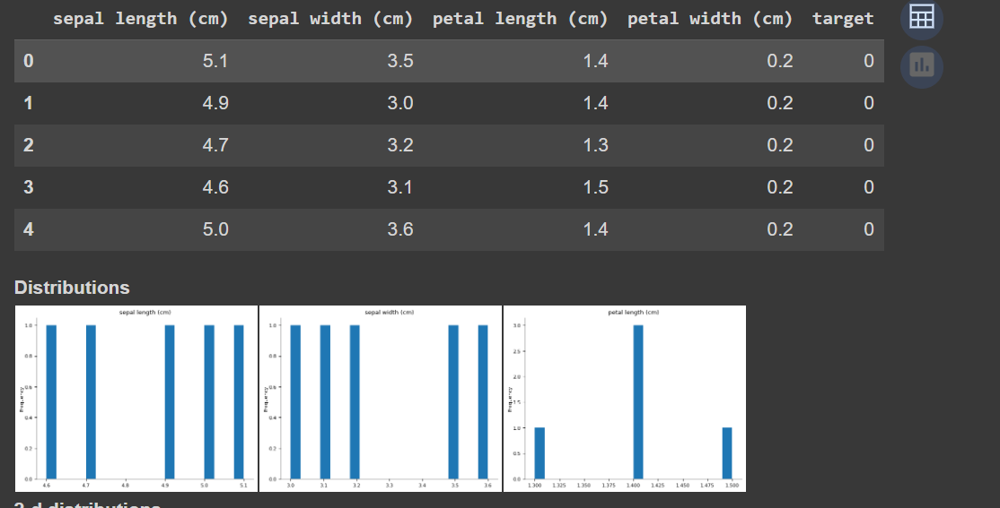 sepal length (cm) sepal width (cm) petal length (cm) petal width (cm) target
0 5.1 3.5 1.4 0.2 0
1 4.9 3.0 1.4 0.2 0
2 4.7 3.2 1.3 0.2 0
3 4.6 3.1 1.5 0.2 0
4 5.0 3.6 1.4 0.2 0
Distributions
sepal length (cm)
1.0
0.8
0.6
0.4
0.2
0.0
Frequency
4.6 4.7 4.8 4.9 5.0 5.1
sepal width (cm)
1.0
0.8
0.6
0.4
0.2
0.0
Frequency
3.0 3.1 3.2 3.3 3.4 3.5 3.6
petal length (cm)
3.0
2.5
2.0
1.5
1.0
0.5
0.0
Frequency
1.300 1.325 1.350 1.375 1.400 1.425 1.450 1.475 1.500
2-d distributions